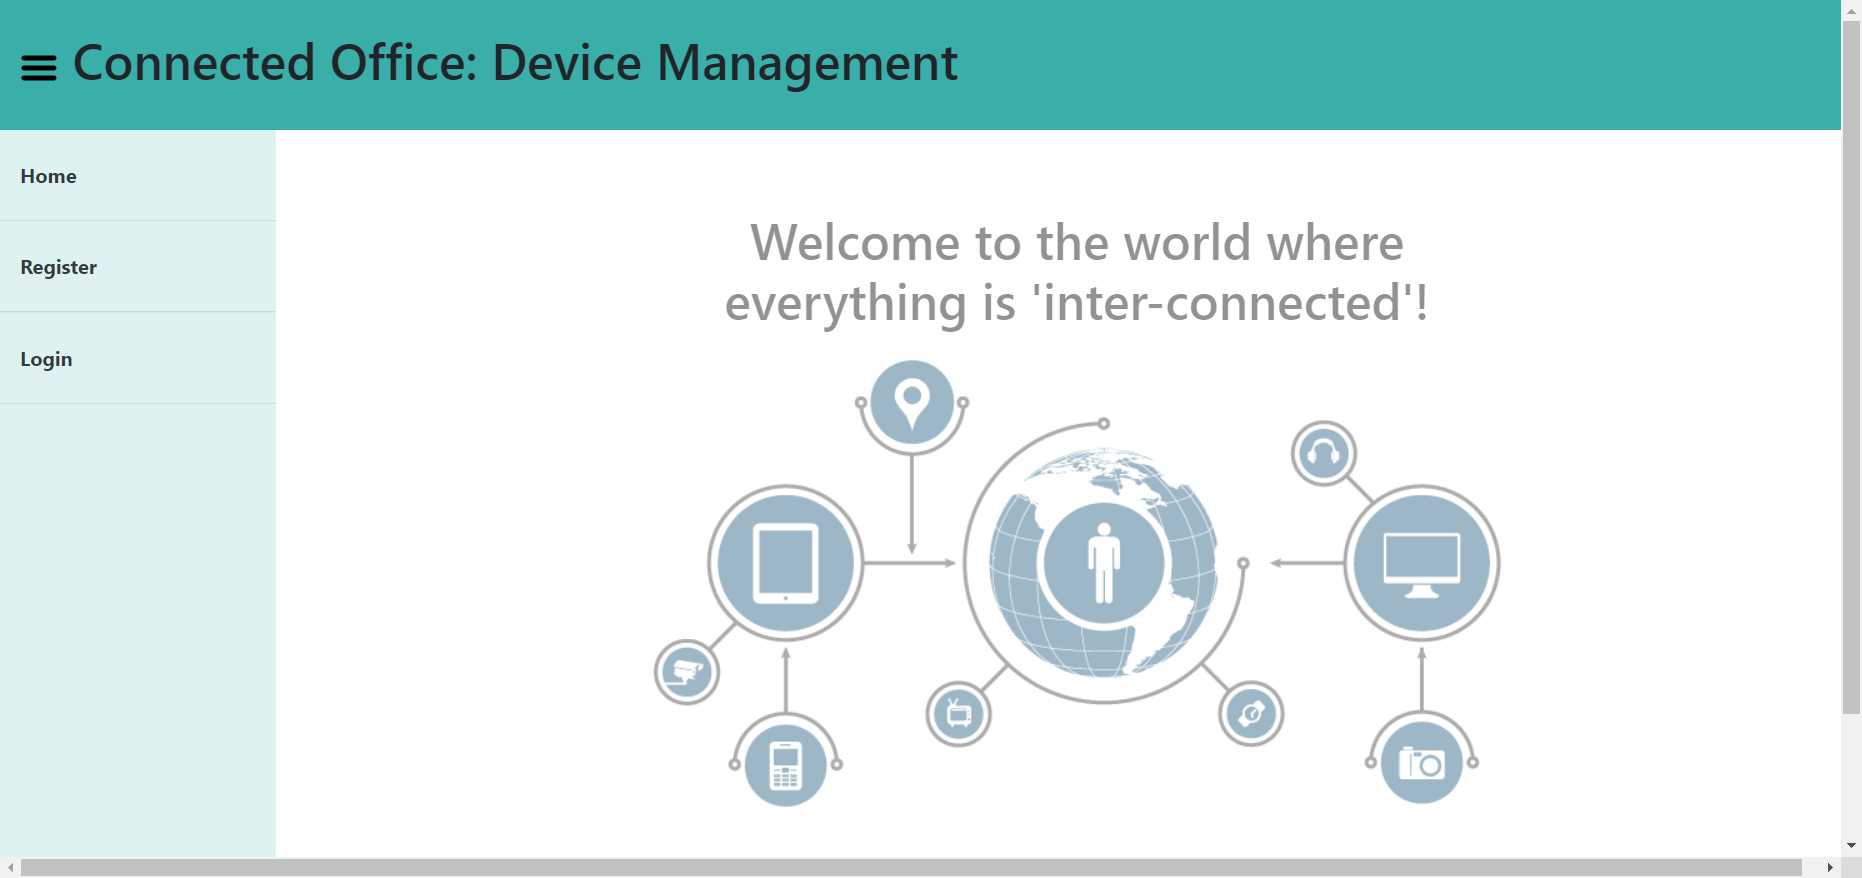 Connected Office: Device Management
Home
Register
Login
Welcome to the world where
everything is 'inter-connected'!